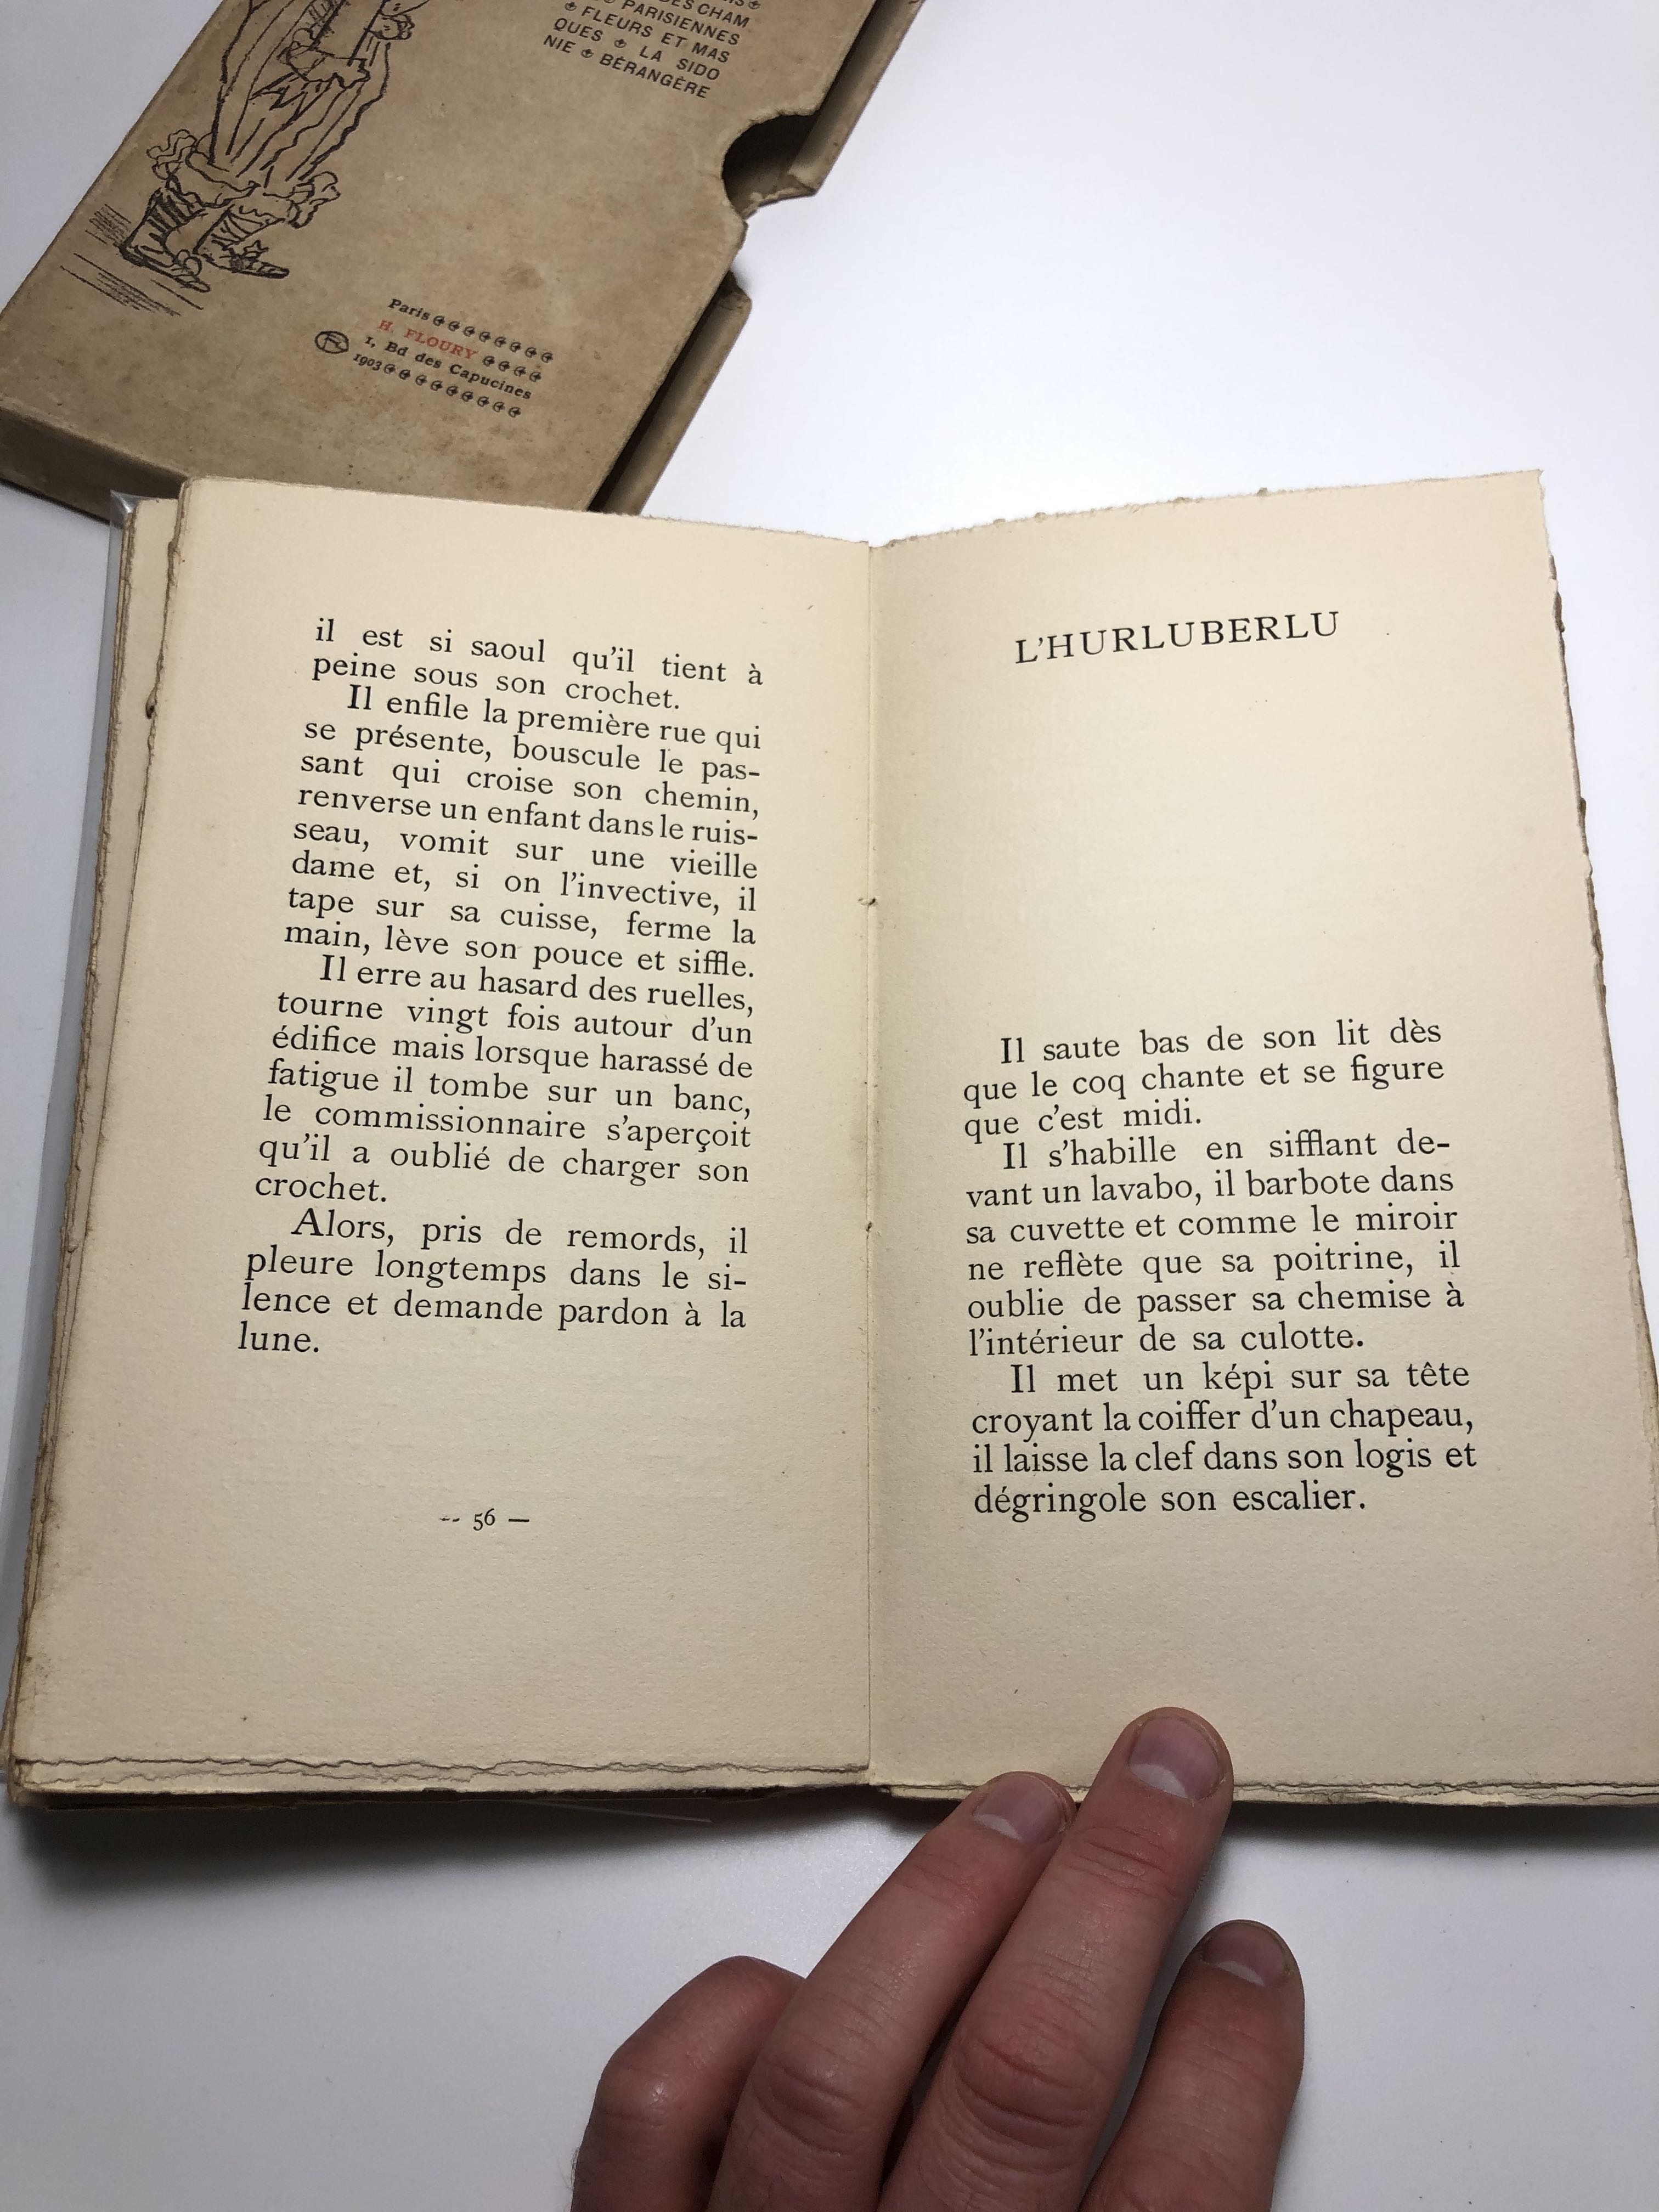 DES CHAM
PARISIENNES
FLEURS ET MAS
QUES LA SIDO
NIE BÉRANGÈRE
Paris
H. FLOURY
1, Bd des Capucines
1903
il est si saoul qu'il tient à
peine sous son crochet.
Il enfile la première rue qui
se présente, bouscule le pas-
sant qui croise son chemin,
renverse un enfant dans le ruis-
seau, vomit sur une vieille
dame et, si on l'invective, il
tape sur sa cuisse, ferme la
main, lève son pouce et siffle.
Il erre au hasard des ruelles,
tourne vingt fois autour d'un
édifice mais lorsque harassé de
fatigue il tombe sur un banc,
le commissionnaire s'aperçoit
qu'il a oublié de charger son
crochet.
Alors, pris de remords, il
pleure longtemps dans le si-
lence et demande pardon à la
lune.
-- 56 —
L'HURLUBERLU
Il saute bas de son lit dès
que le coq chante et se figure
que c'est midi.
Il s'habille en sifflant de-
vant un lavabo, il barbote dans
sa cuvette et comme le miroir
ne reflète que sa poitrine, il
oublie de passer sa chemise à
l'intérieur de sa culotte.
Il met un képi sur sa tête
croyant la coiffer d'un chapeau,
il laisse la clef dans son logis et
dégringole son escalier.